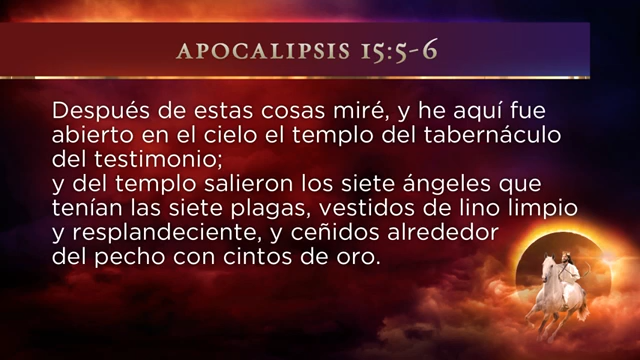 APOCALIPSIS 15:5-6
Después de estas cosas miré, y he aquí fue
abierto en el cielo el templo del tabernáculo
del testimonio;
y del templo salieron los siete ángeles que
tenían las siete plagas, vestidos de lino limpio
y resplandeciente, y ceñidos alrededor
del pecho con cintos de oro.